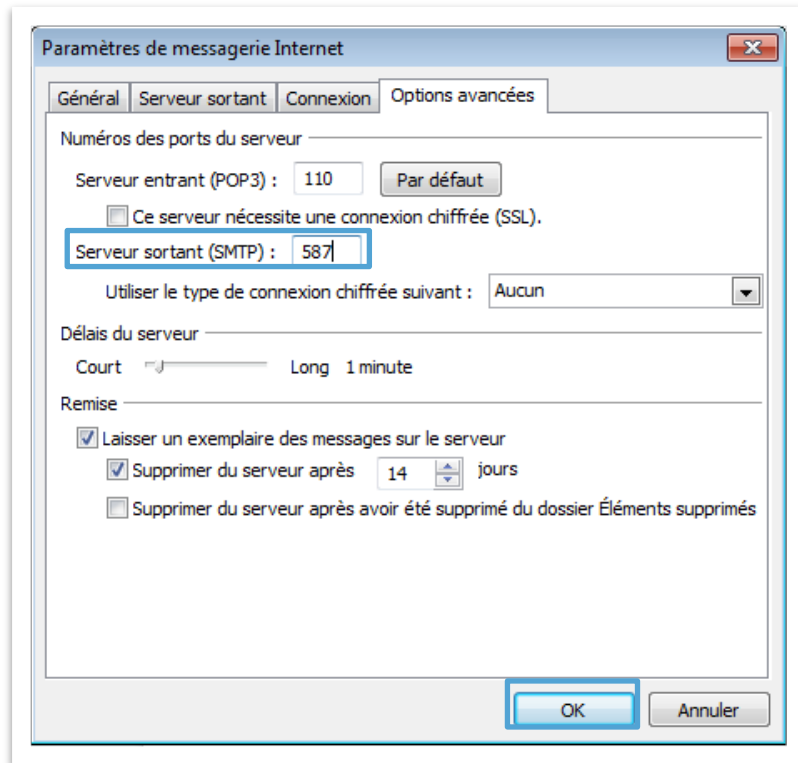 Paramètres de messagerie Internet
Général Serveur sortant Connexion Options avancées
Numéros des ports du serveur
Serveur entrant (POP3) : 110 Par défaut
Ce serveur nécessite une connexion chiffrée (SSL).
Serveur sortant (SMTP) : 587
Utiliser le type de connexion chiffrée suivant : Aucun
Délais du serveur
Court Long 1 minute
Remise
Laisser un exemplaire des messages sur le serveur
Supprimer du serveur après 14 jours
Supprimer du serveur après avoir été supprimé du dossier Éléments supprimés
OK Annuler